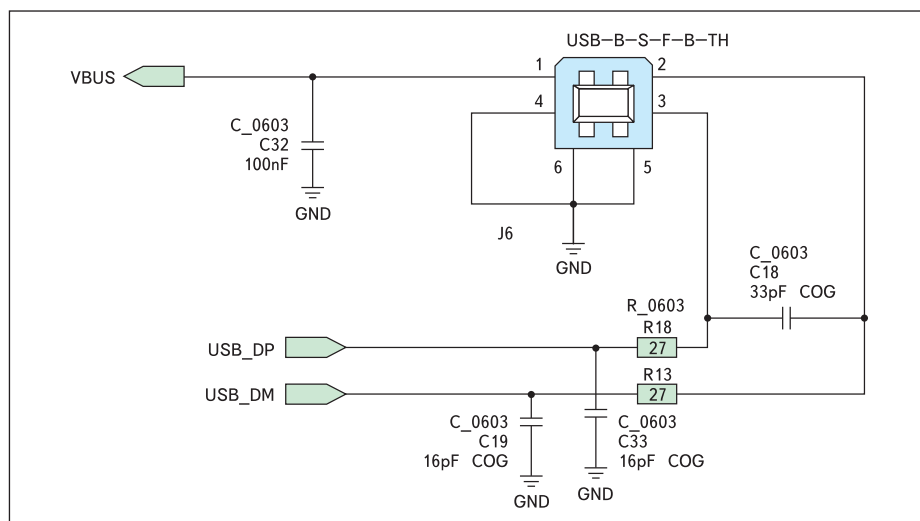 USB-B-S-F-B-TH
VBUS
1
2
4
3
C_0603
C32
100nF
GND
6
5
J6
GND
C_0603
C18
33pF COG
R_0603
R18
USB_DP
27
R13
USB_DM
27
C_0603
C19
16pF COG
GND
C_0603
C33
16pF COG
GND